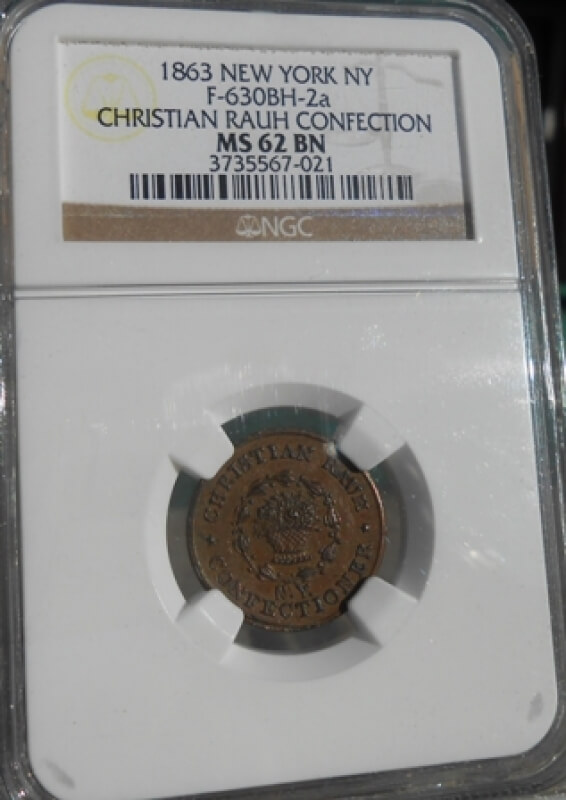 1863 NEW YORK NY
F-630BH-2a
CHRISTIAN RAUH CONFECTION
MS 62 BN
3735567-021
NGC
CHRISTIAN RAUH
N.Y.
CONFECTIONER